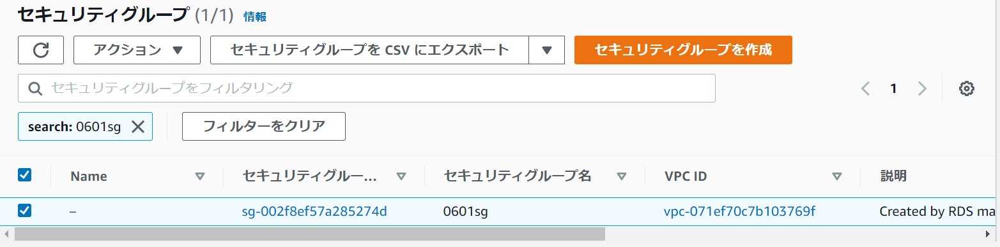 セキュリティグループ (1/1) 情報
アクション セキュリティグループを CSV にエクスポート セキュリティグループを作成
セキュリティグループをフィルタリング 1
search: 0601sg フィルターをクリア
Name セキュリティグルー... セキュリティグループ名 VPC ID 説明
– sg-002f8ef57a285274d 0601sg vpc-071ef70c7b103769f Created by RDS ma